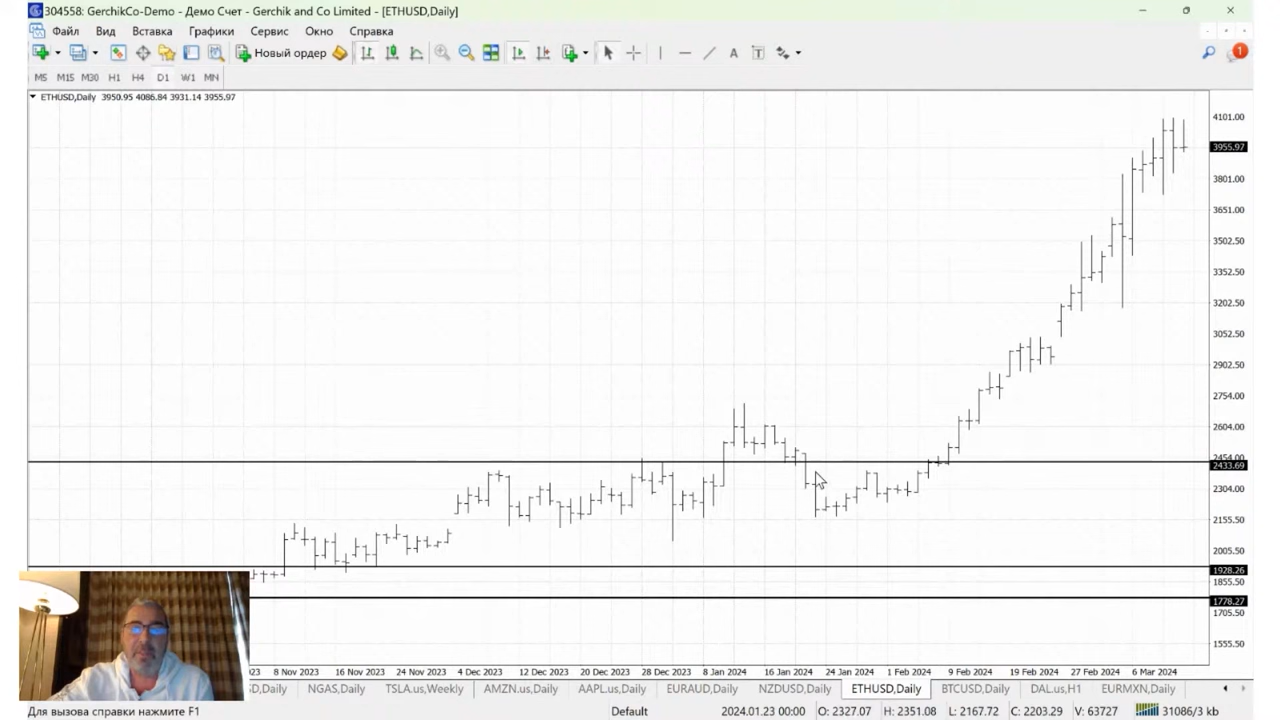 304558: GerchikCo-Demo - Демо Счет - Gerchik and Co Limited - [ETHUSD,Daily]
Файл Вид Вставка Графики Сервис Окно Справка
Новый ордер A T 1
M5 M15 M30 H1 H4 D1 W1 MN
ETHUSD,Daily 3950.95 4086.84 3931.14 3955.97
4101.00
3955.97
3801.00
3651.00
3502.50
3352.50
3202.50
3052.50
2902.50
2754.00
2604.00
2454.00
2433.69
2304.00
2155.50
2005.50
1928.26
1855.50
1778.27
1705.50
1555.50
23 8 Nov 2023 16 Nov 2023 24 Nov 2023 4 Dec 2023 12 Dec 2023 20 Dec 2023 28 Dec 2023 8 Jan 2024 16 Jan 2024 24 Jan 2024 1 Feb 2024 9 Feb 2024 19 Feb 2024 27 Feb 2024 6 Mar 2024
D,Daily NGAS,Daily TSLA.us,Weekly AMZN.us,Daily AAPL.us,Daily EURAUD,Daily NZDUSD,Daily ETHUSD,Daily BTCUSD,Daily DAL.us,H1 EURMXN,Daily
Для вызова справки нажмите F1 Default 2024.01.23 00:00 O: 2327.07 H: 2351.08 L: 2167.72 C: 2203.29 V: 63727 31086/3 kb